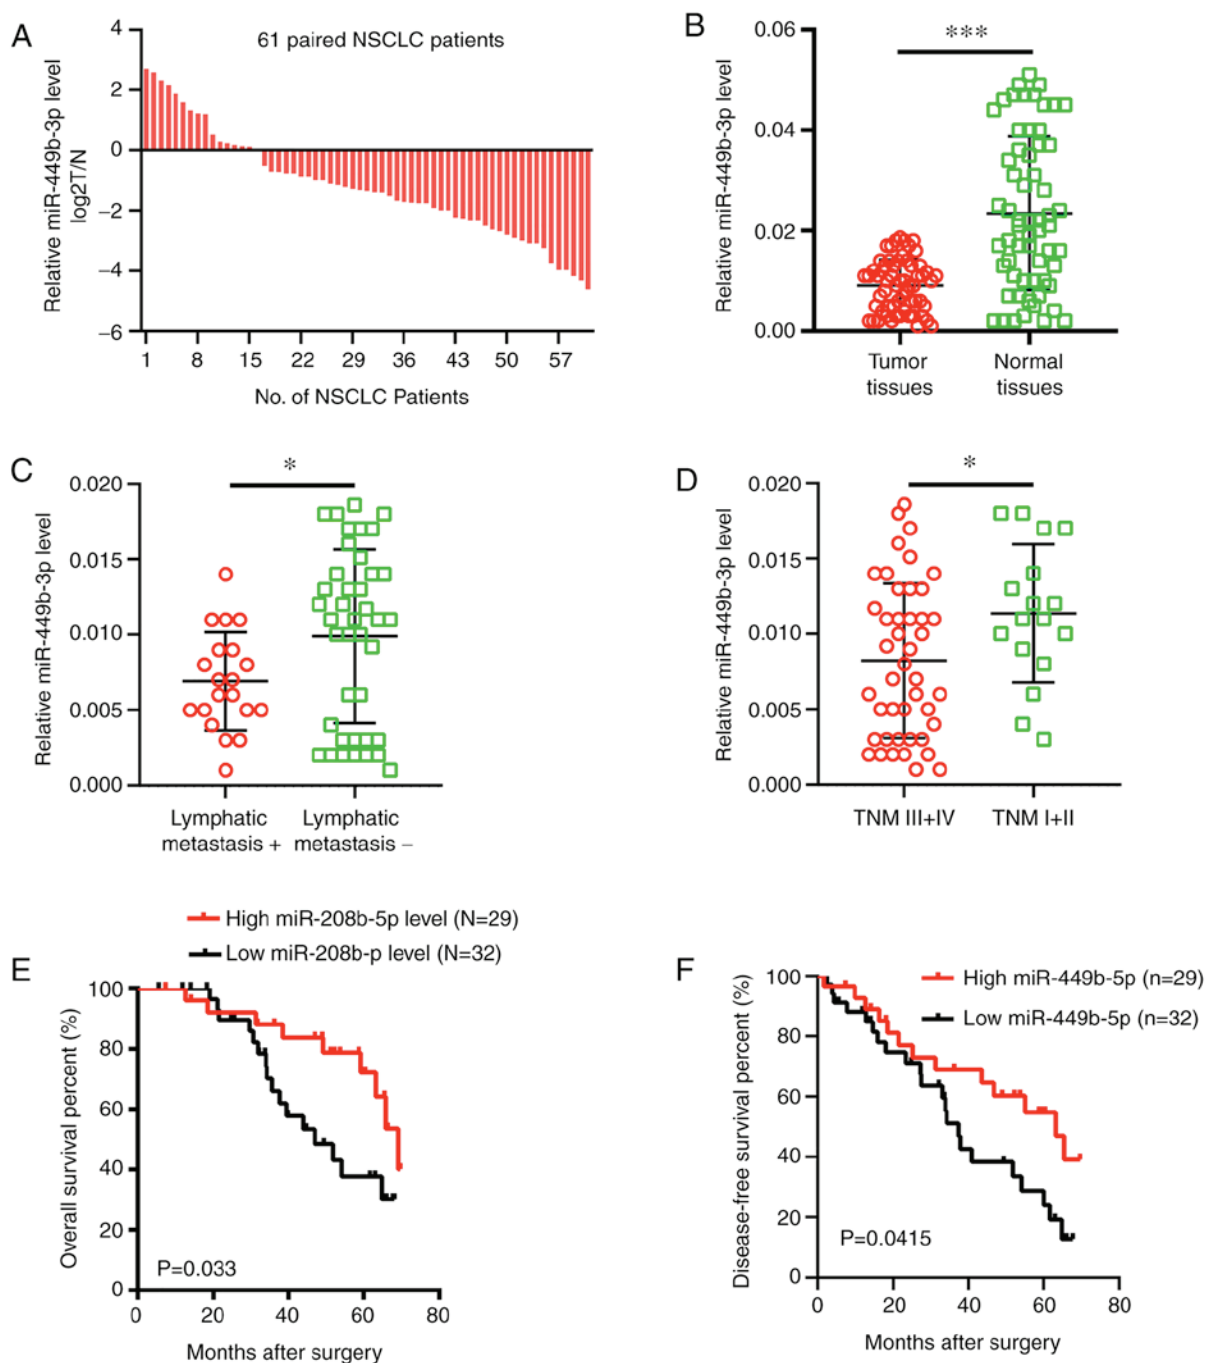 A
61 paired NSCLC patients
Relative miR-449b-3p level
log2T/N
4
2
0
−2
−4
−6
1
8
15
22
29
36
43
50
57
No. of NSCLC Patients
B
***
Relative miR-449b-3p level
0.06
0.04
0.02
0.00
Tumor
tissues
Normal
tissues
C
*
Relative miR-449b-3p level
0.020
0.015
0.010
0.005
0.000
Lymphatic
metastasis +
Lymphatic
metastasis −
D
*
Relative miR-449b-3p level
0.020
0.015
0.010
0.005
0.000
TNM III+IV
TNM I+II
E
High miR-208b-5p level (N=29)
Low miR-208b-p level (N=32)
Overall survival percent (%)
100
80
60
40
20
0
P=0.033
0
20
40
60
80
Months after surgery
F
High miR-449b-5p (n=29)
Low miR-449b-5p (n=32)
Disease-free survival percent (%)
100
80
60
40
20
0
P=0.0415
0
20
40
60
80
Months after surgery